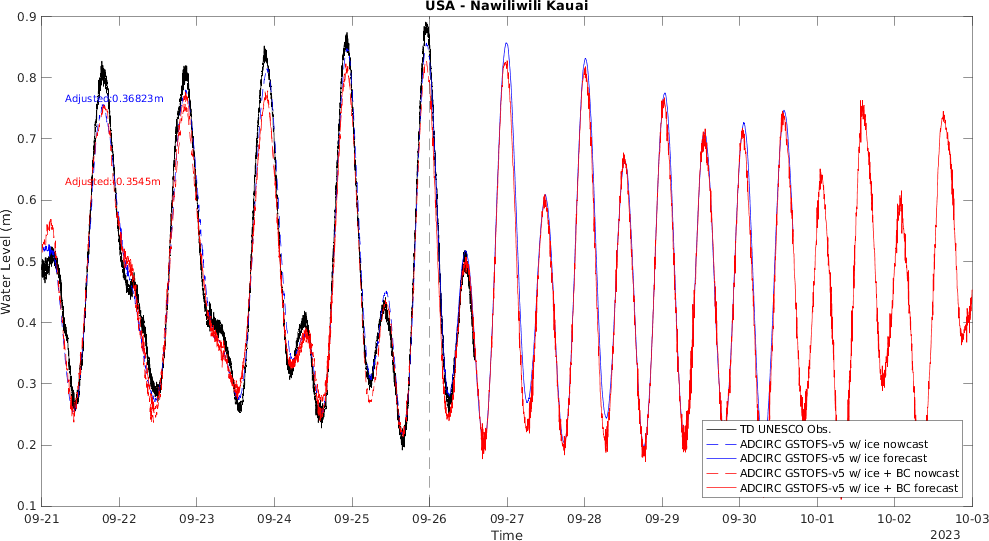 USA - Nawiliwili Kauai
0.9
0.8
Adjusted:0.36823m
0.7
Adjusted:0.3545m
0.6
0.5
0.4
0.3
0.2
0.1
Water Level (m)
TD UNESCO Obs.
ADCIRC GSTOFS-v5 w/ ice nowcast
ADCIRC GSTOFS-v5 w/ ice forecast
ADCIRC GSTOFS-v5 w/ ice + BC nowcast
ADCIRC GSTOFS-v5 w/ ice + BC forecast
09-21 09-22 09-23 09-24 09-25 09-26 09-27 09-28 09-29 09-30 10-01 10-02 10-03
Time
2023